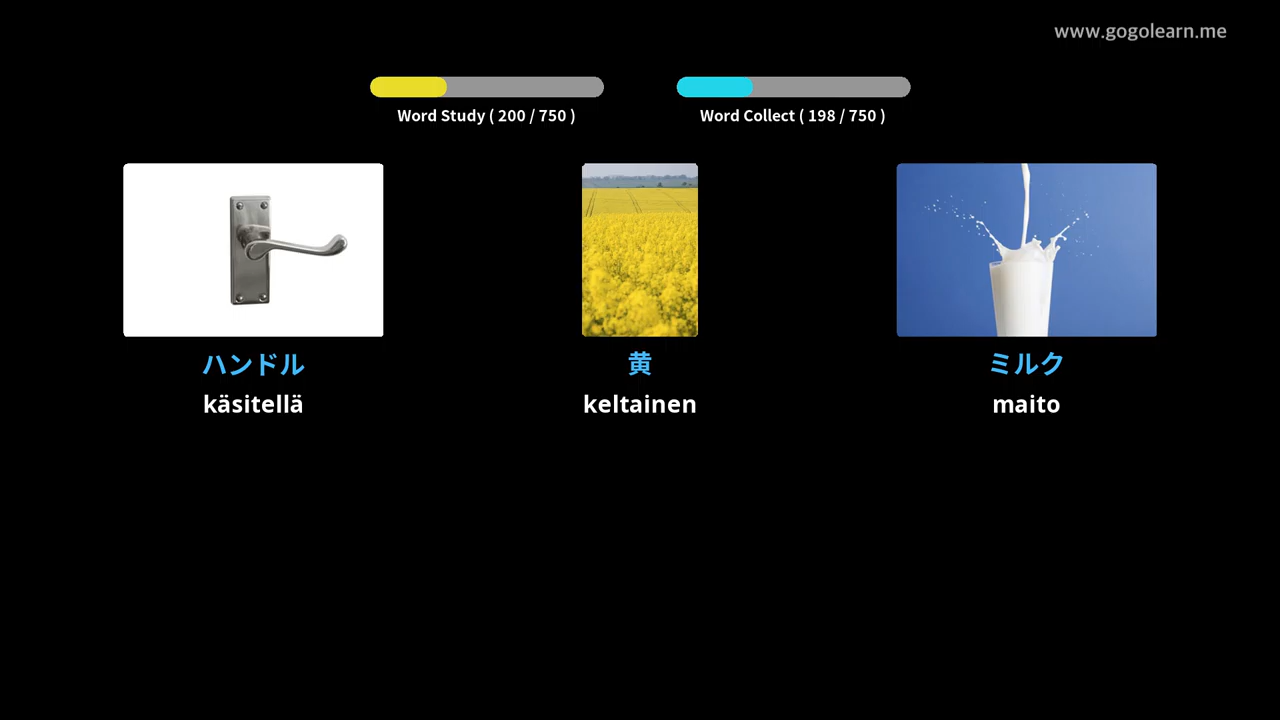 www.gogolearn.me
Word Study ( 200 / 750 )
Word Collect ( 198 / 750 )
ハンドル
黄
ミルク
käsitellä
keltainen
maito